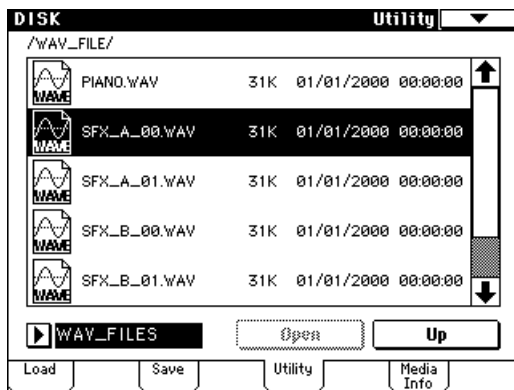 DISK Utility
/WAV_FILE/
WAVE PIANO.WAV 31K 01/01/2000 00:00:00
WAVE SFX_A_00.WAV 31K 01/01/2000 00:00:00
WAVE SFX_A_01.WAV 31K 01/01/2000 00:00:00
WAVE SFX_B_00.WAV 31K 01/01/2000 00:00:00
WAVE SFX_B_01.WAV 31K 01/01/2000 00:00:00
WAV_FILES Open Up
Load Save Utility Media Info